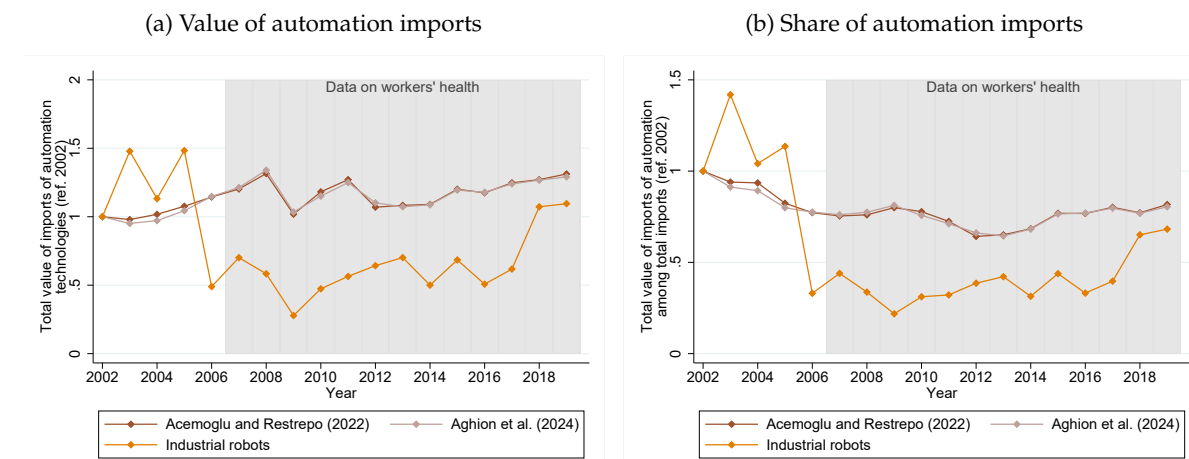 (a) Value of automation imports
Total value of imports of automation
technologies (ref. 2002)
2
1.5
1
.5
0
Data on workers' health
2002 2004 2006 2008 2010 2012 2014 2016 2018
Year
Acemoglu and Restrepo (2022) Aghion et al. (2024)
Industrial robots
(b) Share of automation imports
Total value of imports of automation
among total imports (ref. 2002)
1.5
1
.5
0
Data on workers' health
2002 2004 2006 2008 2010 2012 2014 2016 2018
Year
Acemoglu and Restrepo (2022) Aghion et al. (2024)
Industrial robots